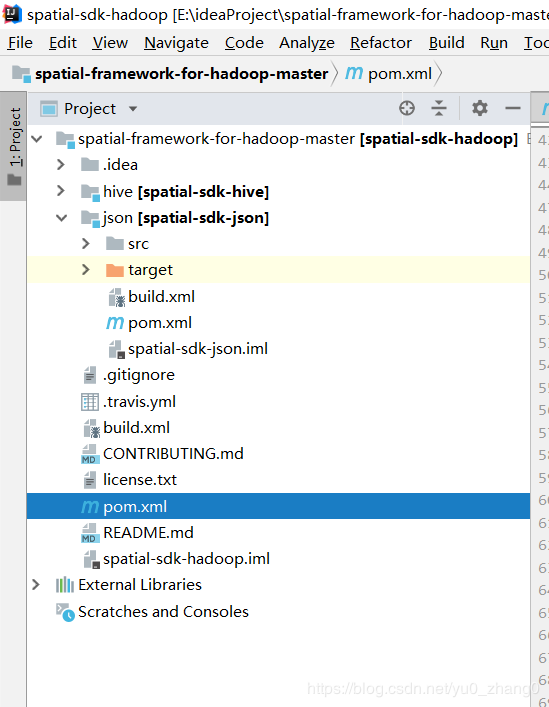 spatial-sdk-hadoop [E:\ideaProject\spatial-framework-for-hadoop-maste
File Edit View Navigate Code Analyze Refactor Build Run Too
spatial-framework-for-hadoop-master m pom.xml
1: Project
Project
spatial-framework-for-hadoop-master [spatial-sdk-hadoop] E
.idea
hive [spatial-sdk-hive]
json [spatial-sdk-json]
src
target
build.xml
m pom.xml
spatial-sdk-json.iml
.gitignore
.travis.yml
build.xml
MD CONTRIBUTING.md
license.txt
m pom.xml
MD README.md
spatial-sdk-hadoop.iml
External Libraries
Scratches and Consoles
https://blog.csdn.net/yu0_zhang0